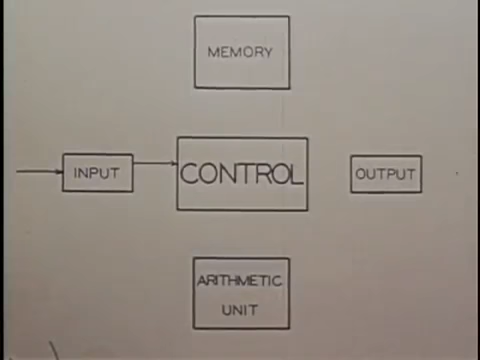 MEMORY
INPUT
CONTROL
OUTPUT
ARITHMETIC
UNIT